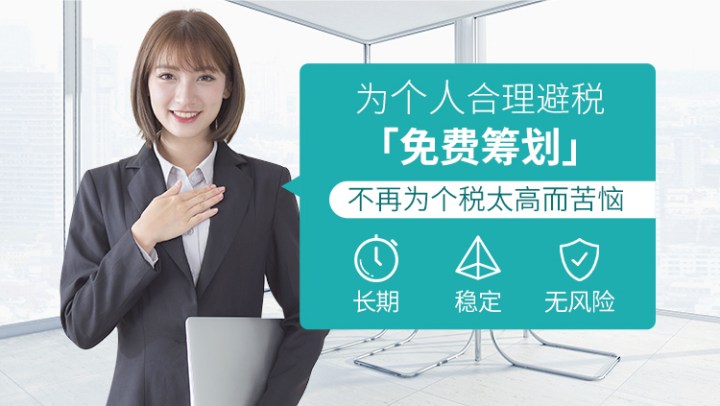 为个人合理避税
「免费筹划」
不再为个税太高而苦恼
长期 稳定 无风险